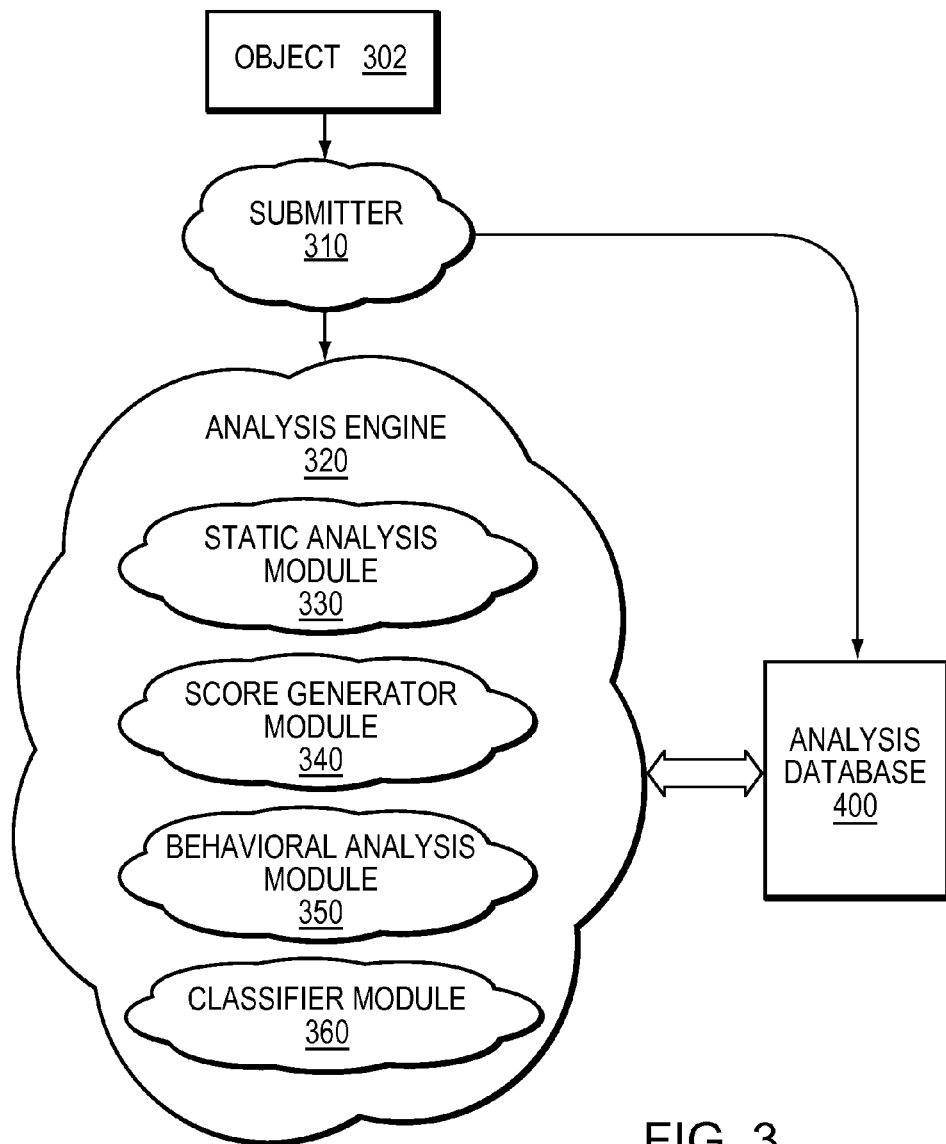 OBJECT 302
SUBMITTER
310
ANALYSIS ENGINE
320
STATIC ANALYSIS
MODULE
330
SCORE GENERATOR
MODULE
340
BEHAVIORAL ANALYSIS
MODULE
350
CLASSIFIER MODULE
360
ANALYSIS
DATABASE
400
FIG. 3